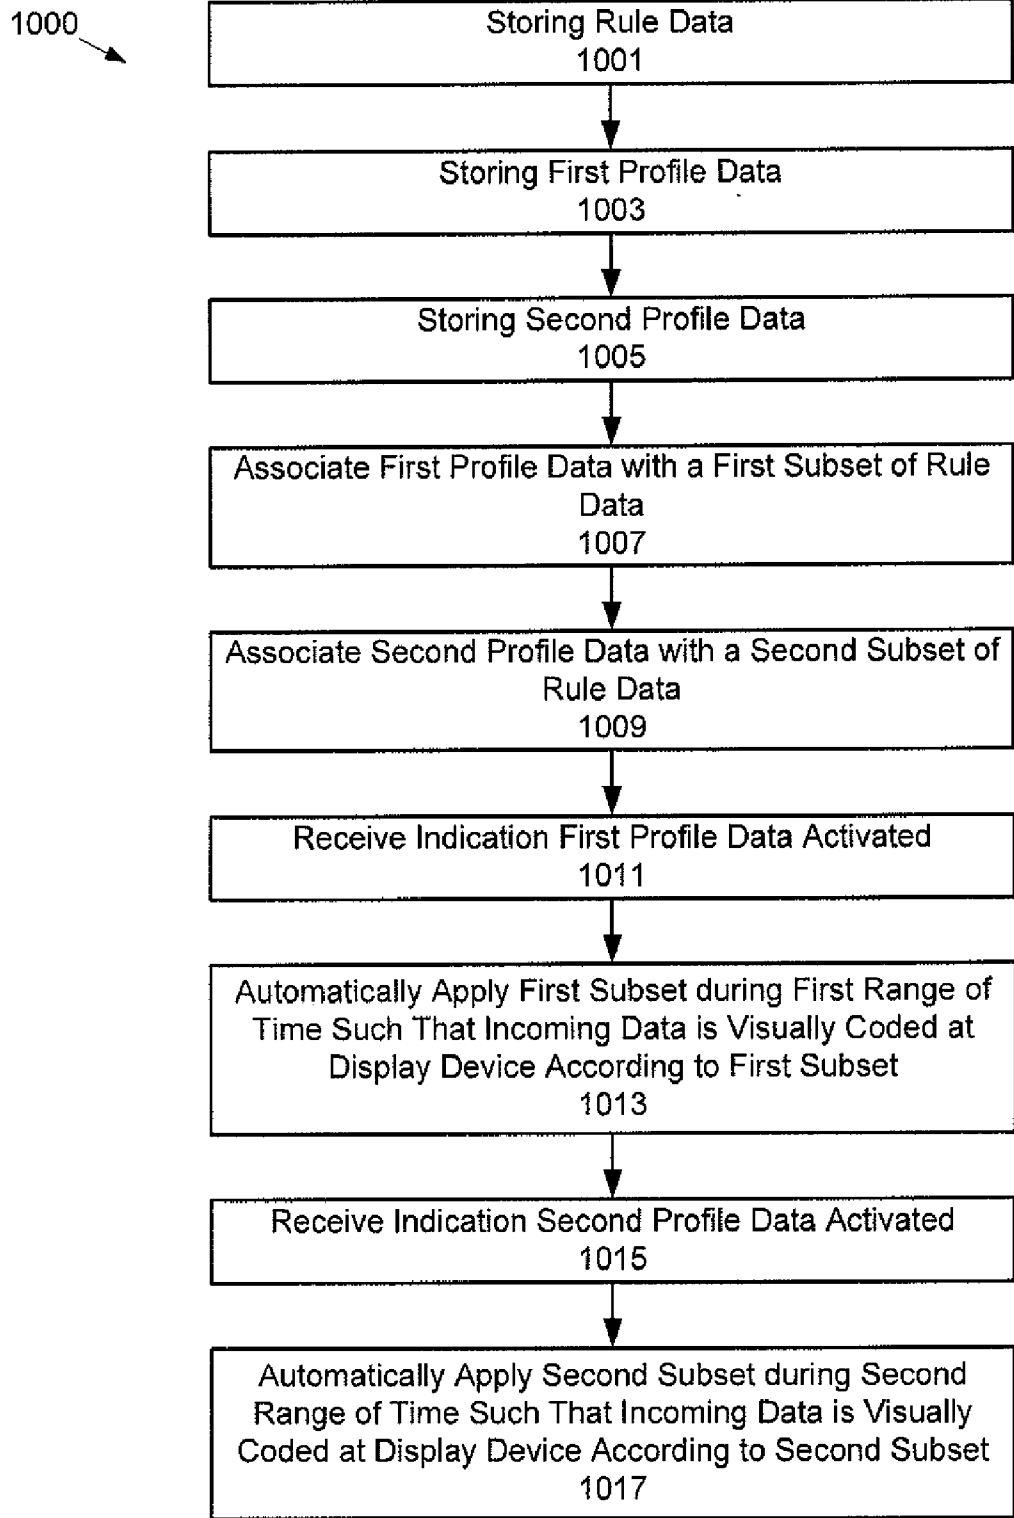 1000
Storing Rule Data
1001
Storing First Profile Data
1003
Storing Second Profile Data
1005
Associate First Profile Data with a First Subset of Rule
Data
1007
Associate Second Profile Data with a Second Subset of
Rule Data
1009
Receive Indication First Profile Data Activated
1011
Automatically Apply First Subset during First Range of
Time Such That Incoming Data is Visually Coded at
Display Device According to First Subset
1013
Receive Indication Second Profile Data Activated
1015
Automatically Apply Second Subset during Second
Range of Time Such That Incoming Data is Visually
Coded at Display Device According to Second Subset
1017